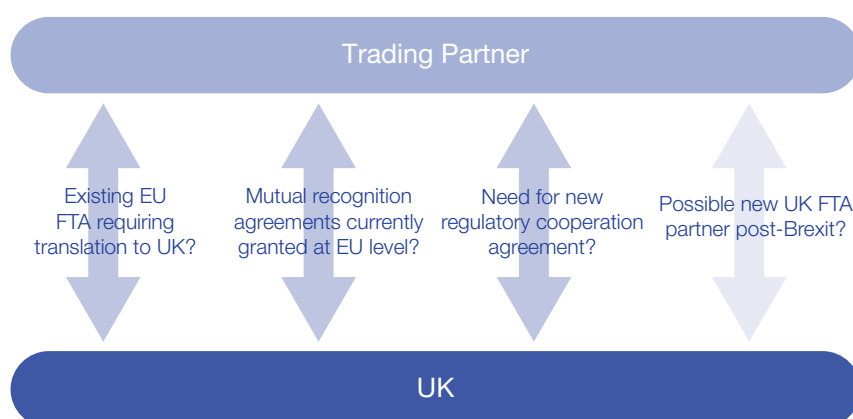 Trading Partner
Existing EU
FTA requiring
translation to UK?
Mutual recognition
agreements currently
granted at EU level?
Need for new
regulatory cooperation
agreement?
Possible new UK FTA
partner post-Brexit?
UK